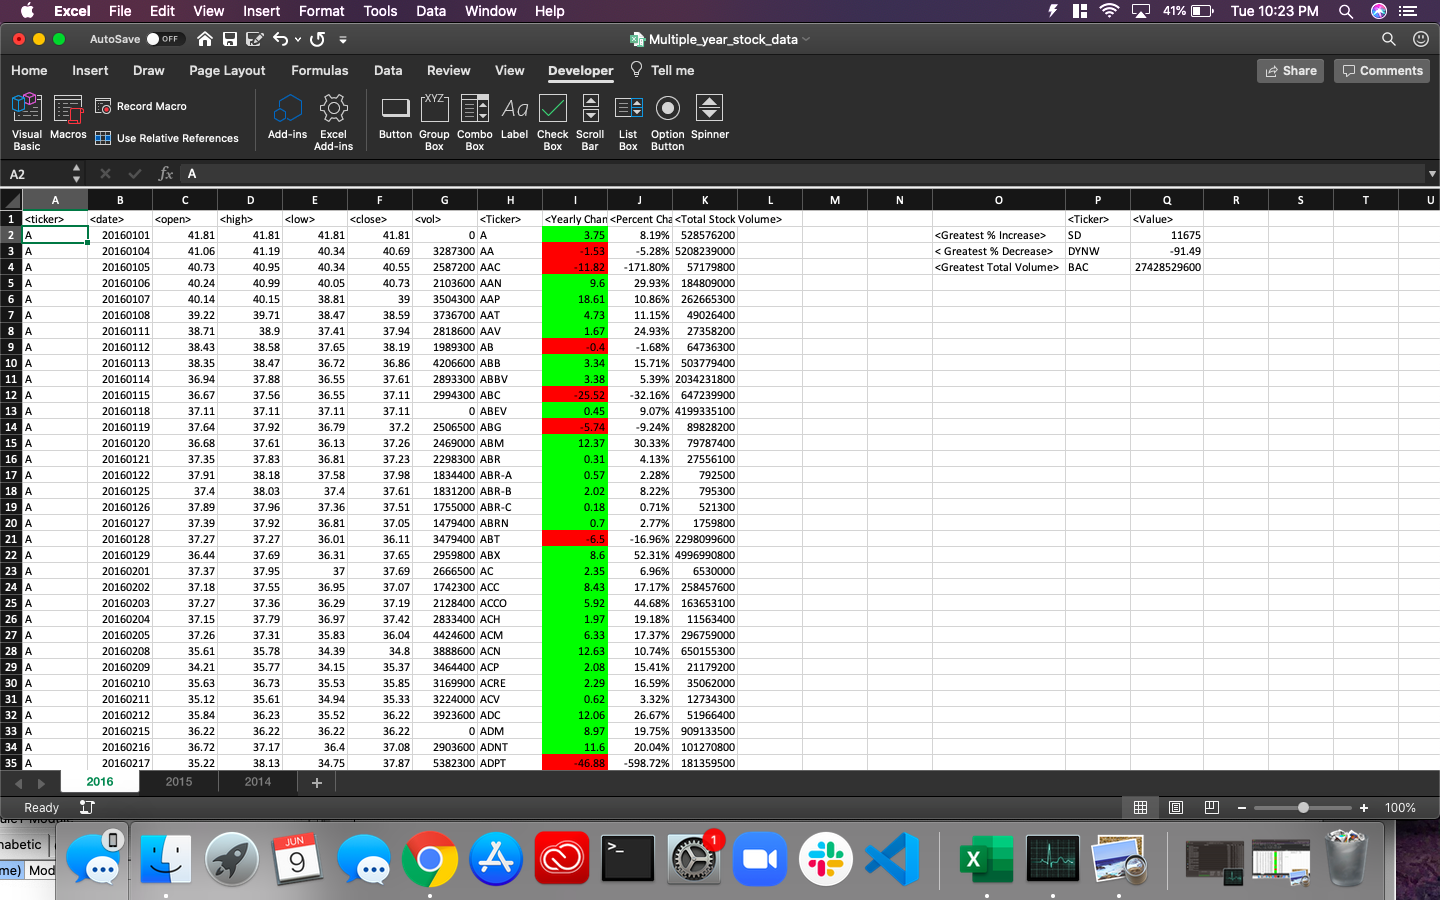 Excel File Edit View Insert Format Tools Data Window Help 41% Tue 10:23 PM
AutoSave OFF Multiple_year_stock_data
Home Insert Draw Page Layout Formulas Data Review View Developer Tell me Share Comments
Visual Basic Macros Record Macro Use Relative References Add-ins Excel Add-ins Button Group Box Combo Box Label Check Box Scroll Bar List Box Option Button Spinner
A2 fx A
A B C D E F G H I J K L M N O P Q R S T U
1 <ticker> <date> <open> <high> <low> <close> <vol> <Ticker> <Yearly Chan <Percent Cha <Total Stock Volume> <Ticker> <Value>
2 A 20160101 41.81 41.81 41.81 41.81 0 A 3.75 8.19% 528576200 <Greatest % Increase> SD 11675
3 A 20160104 41.06 41.19 40.34 40.69 3287300 AA -1.53 -5.28% 5208239000 < Greatest % Decrease> DYNW -91.49
4 A 20160105 40.73 40.95 40.34 40.55 2587200 AAC -11.82 -171.80% 57179800 <Greatest Total Volume> BAC 27428529600
5 A 20160106 40.24 40.99 40.05 40.73 2103600 AAN 9.6 29.93% 184809000
6 A 20160107 40.14 40.15 38.81 39 3504300 AAP 18.61 10.86% 262665300
7 A 20160108 39.22 39.71 38.47 38.59 3736700 AAT 4.73 11.15% 49026400
8 A 20160111 38.71 38.9 37.41 37.94 2818600 AAV 1.67 24.93% 27358200
9 A 20160112 38.43 38.58 37.65 38.19 1989300 AB -0.4 -1.68% 64736300
10 A 20160113 38.35 38.47 36.72 36.86 4206600 ABB 3.34 15.71% 503779400
11 A 20160114 36.94 37.88 36.55 37.61 2893300 ABBV 3.38 5.39% 2034231800
12 A 20160115 36.67 37.56 36.55 37.11 2994300 ABC -25.52 -32.16% 647239900
13 A 20160118 37.11 37.11 37.11 37.11 0 ABEV 0.45 9.07% 4199335100
14 A 20160119 37.64 37.92 36.79 37.2 2506500 ABG -5.74 -9.24% 89828200
15 A 20160120 36.68 37.61 36.13 37.26 2469000 ABM 12.37 30.33% 79787400
16 A 20160121 37.35 37.83 36.81 37.23 2298300 ABR 0.31 4.13% 27556100
17 A 20160122 37.91 38.18 37.58 37.98 1834400 ABR-A 0.57 2.28% 792500
18 A 20160125 37.4 38.03 37.4 37.61 1831200 ABR-B 2.02 8.22% 795300
19 A 20160126 37.89 37.96 37.36 37.51 1755000 ABR-C 0.18 0.71% 521300
20 A 20160127 37.39 37.92 36.81 37.05 1479400 ABRN 0.7 2.77% 1759800
21 A 20160128 37.27 37.27 36.01 36.11 3479400 ABT -6.5 -16.96% 2298099600
22 A 20160129 36.44 37.69 36.31 37.65 2959800 ABX 8.6 52.31% 4996990800
23 A 20160201 37.37 37.95 37 37.69 2666500 AC 2.35 6.96% 6530000
24 A 20160202 37.18 37.55 36.95 37.07 1742300 ACC 8.43 17.17% 258457600
25 A 20160203 37.27 37.36 36.29 37.19 2128400 ACCO 5.92 44.68% 163653100
26 A 20160204 37.15 37.79 36.97 37.42 2833400 ACH 1.97 19.18% 11563400
27 A 20160205 37.26 37.31 35.83 36.04 4424600 ACM 6.33 17.37% 296759000
28 A 20160208 35.61 35.78 34.39 34.8 3888600 ACN 12.63 10.74% 650155300
29 A 20160209 34.21 35.77 34.15 35.37 3464400 ACP 2.08 15.41% 21179200
30 A 20160210 35.63 36.73 35.53 35.85 3169900 ACRE 2.29 16.59% 35062000
31 A 20160211 35.12 35.61 34.94 35.33 3224000 ACV 0.62 3.32% 12734300
32 A 20160212 35.84 36.23 35.52 36.22 3923600 ADC 12.06 26.67% 51966400
33 A 20160215 36.22 36.22 36.22 36.22 0 ADM 8.97 19.75% 909133500
34 A 20160216 36.72 37.17 36.4 37.08 2903600 ADNT 11.6 20.04% 101270800
35 A 20160217 35.22 38.13 34.75 37.87 5382300 ADPT -46.88 -598.72% 181359500
2016 2015 2014 +
Ready 100%
habetic
me) Mod
JUN 9
>_
1
X